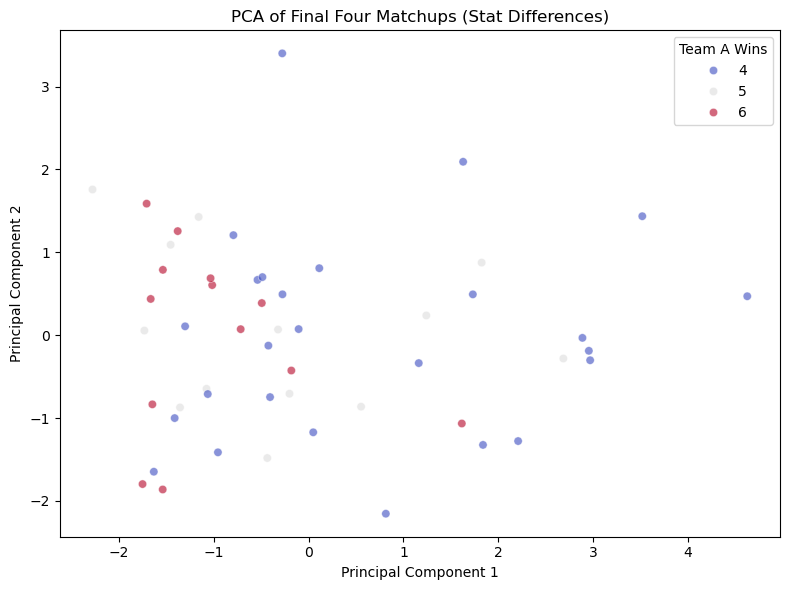 PCA of Final Four Matchups (Stat Differences)
Team A Wins
4
5
6
Principal Component 2
3
2
1
0
−1
−2
−2 −1 0 1 2 3 4
Principal Component 1